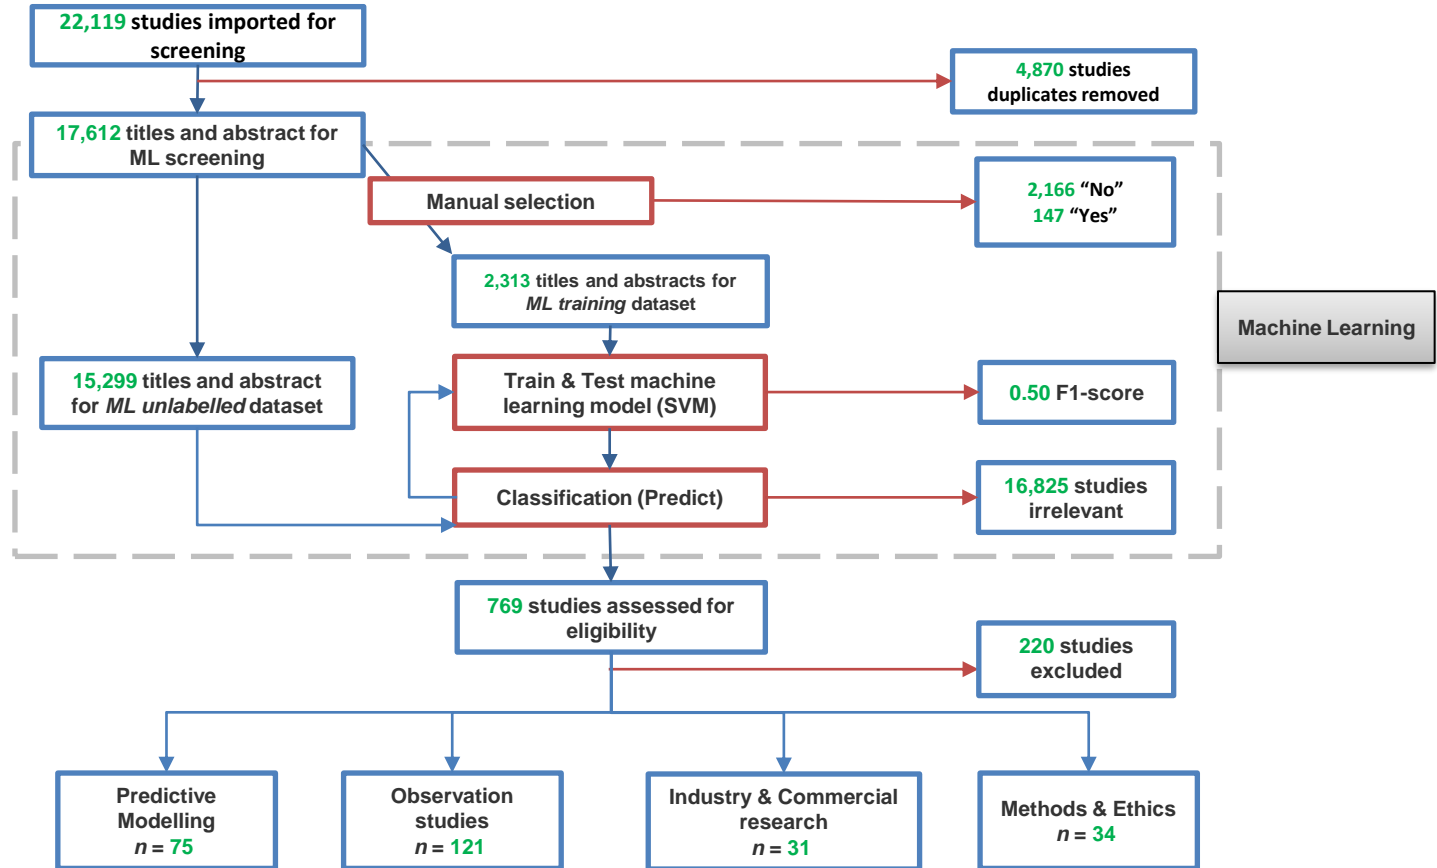 22,119 studies imported for
screening
4,870 studies
duplicates removed
17,612 titles and abstract for
ML screening
Manual selection
2,166 “No”
147 “Yes”
2,313 titles and abstracts for
ML training dataset
Machine Learning
15,299 titles and abstract
for ML unlabelled dataset
Train & Test machine
learning model (SVM)
0.50 F1-score
Classification (Predict)
16,825 studies
irrelevant
769 studies assessed for
eligibility
220 studies
excluded
Predictive
Modelling
n = 75
Observation
studies
n = 121
Industry & Commercial
research
n = 31
Methods & Ethics
n = 34